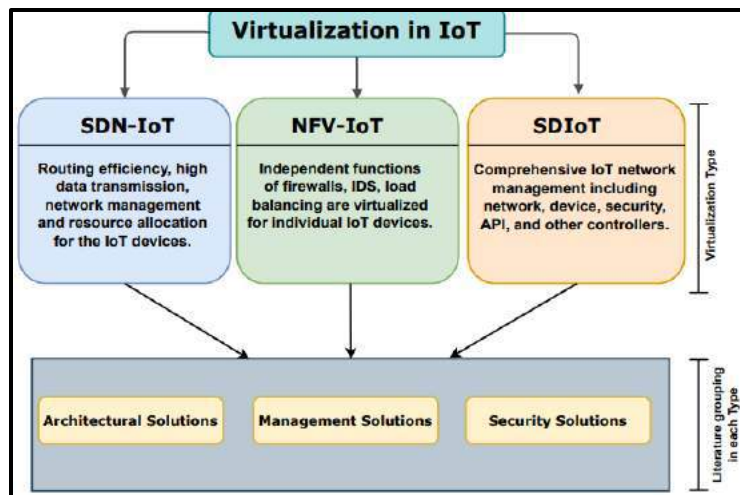 Virtualization in IoT
SDN-IoT
Routing efficiency, high
data transmission,
network management
and resource allocation
for the IoT devices.
NFV-IoT
Independent functions
of firewalls, IDS, load
balancing are virtualized
for individual IoT devices.
SDIoT
Comprehensive IoT network
management including
network, device, security,
API, and other controllers.
Virtualization Type
Architectural Solutions
Management Solutions
Security Solutions
Literature grouping
in each Type